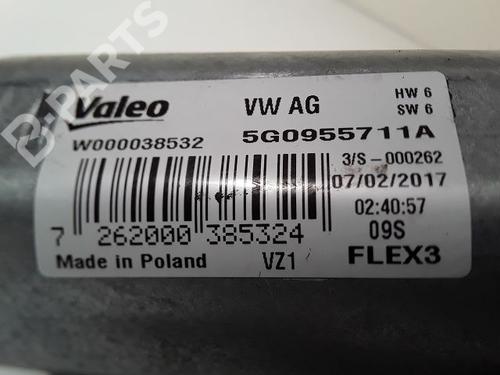 B-PARTS
Valeo
VW AG
HW 6
SW 6
W000038532
5G0955711A
3/S-000262
07/02/2017
02:40:57
09S
7 262000 385324
Made in Poland
VZ1
FLEX3